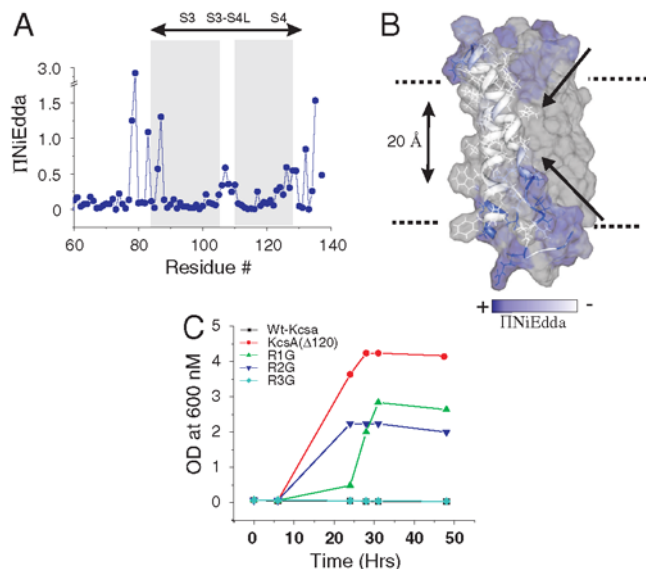 A
S3 S3-S4L S4
3.0
1.5
1.0
0.5
0
ΠNiEdda
60 80 100 120 140
Residue #
B
20 Å
+ -
ΠNiEdda
C
Wt-Kcsa
KcsA(Δ120)
R1G
R2G
R3G
5
4
3
2
1
0
OD at 600 nM
0 10 20 30 40 50
Time (Hrs)